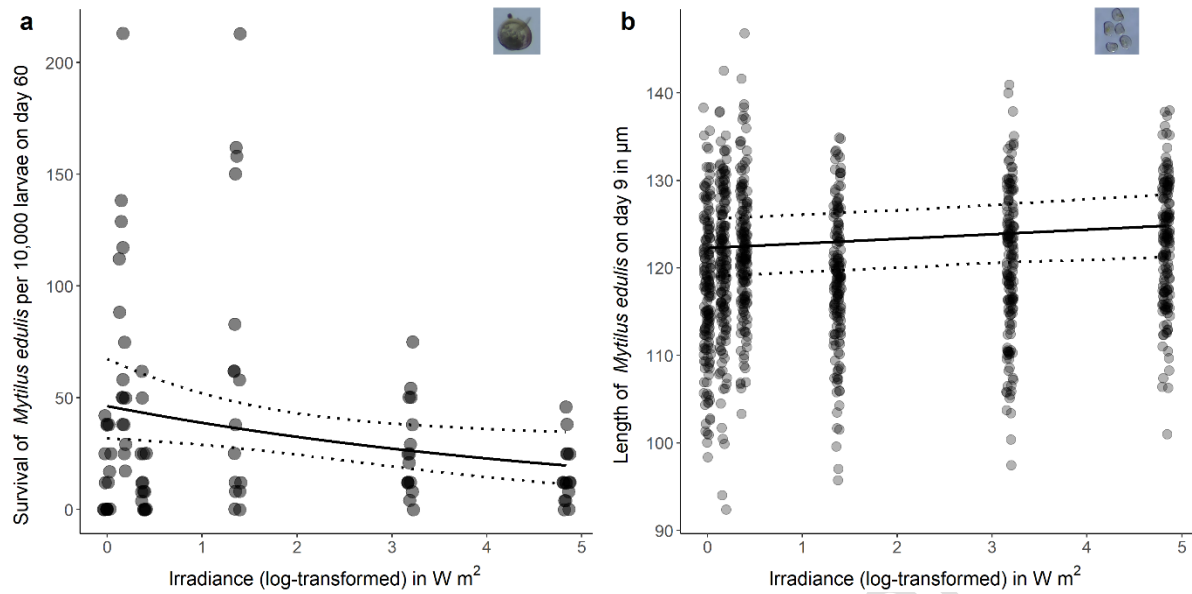 a
Survival of Mytilus edulis per 10,000 larvae on day 60
200
150
100
50
0
0 1 2 3 4 5
Irradiance (log-transformed) in W m²
b
Length of Mytilus edulis on day 9 in µm
140
130
120
110
100
90
0 1 2 3 4 5
Irradiance (log-transformed) in W m²